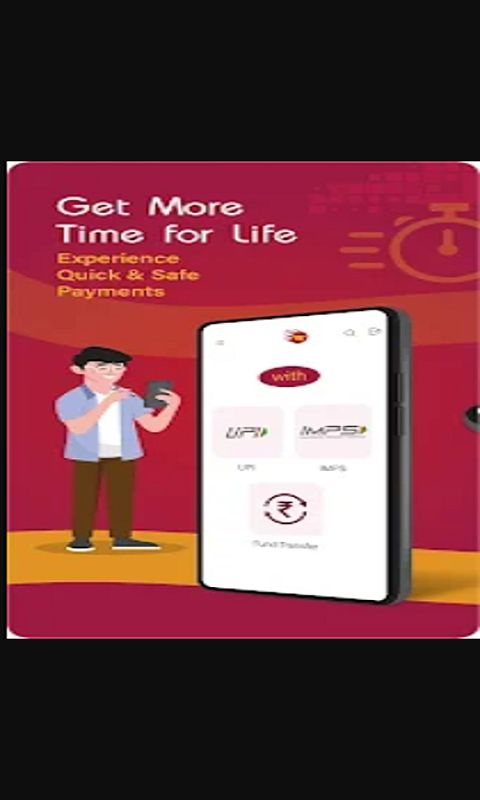 Get More
Time for Life
Experience
Quick & Safe
Payments
with
UPI
IMPS
UPI
IMPS
Fund Transfer